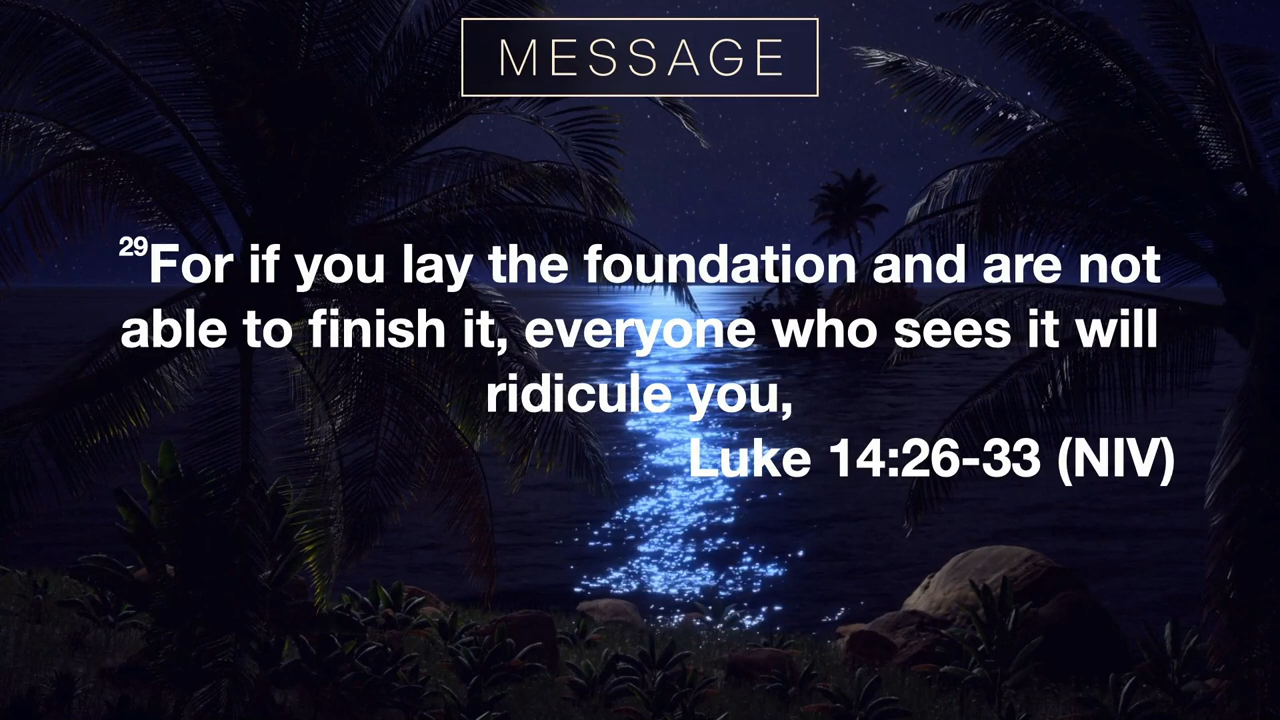 MESSAGE
29For if you lay the foundation and are not
able to finish it, everyone who sees it will
ridicule you,
Luke 14:26-33 (NIV)